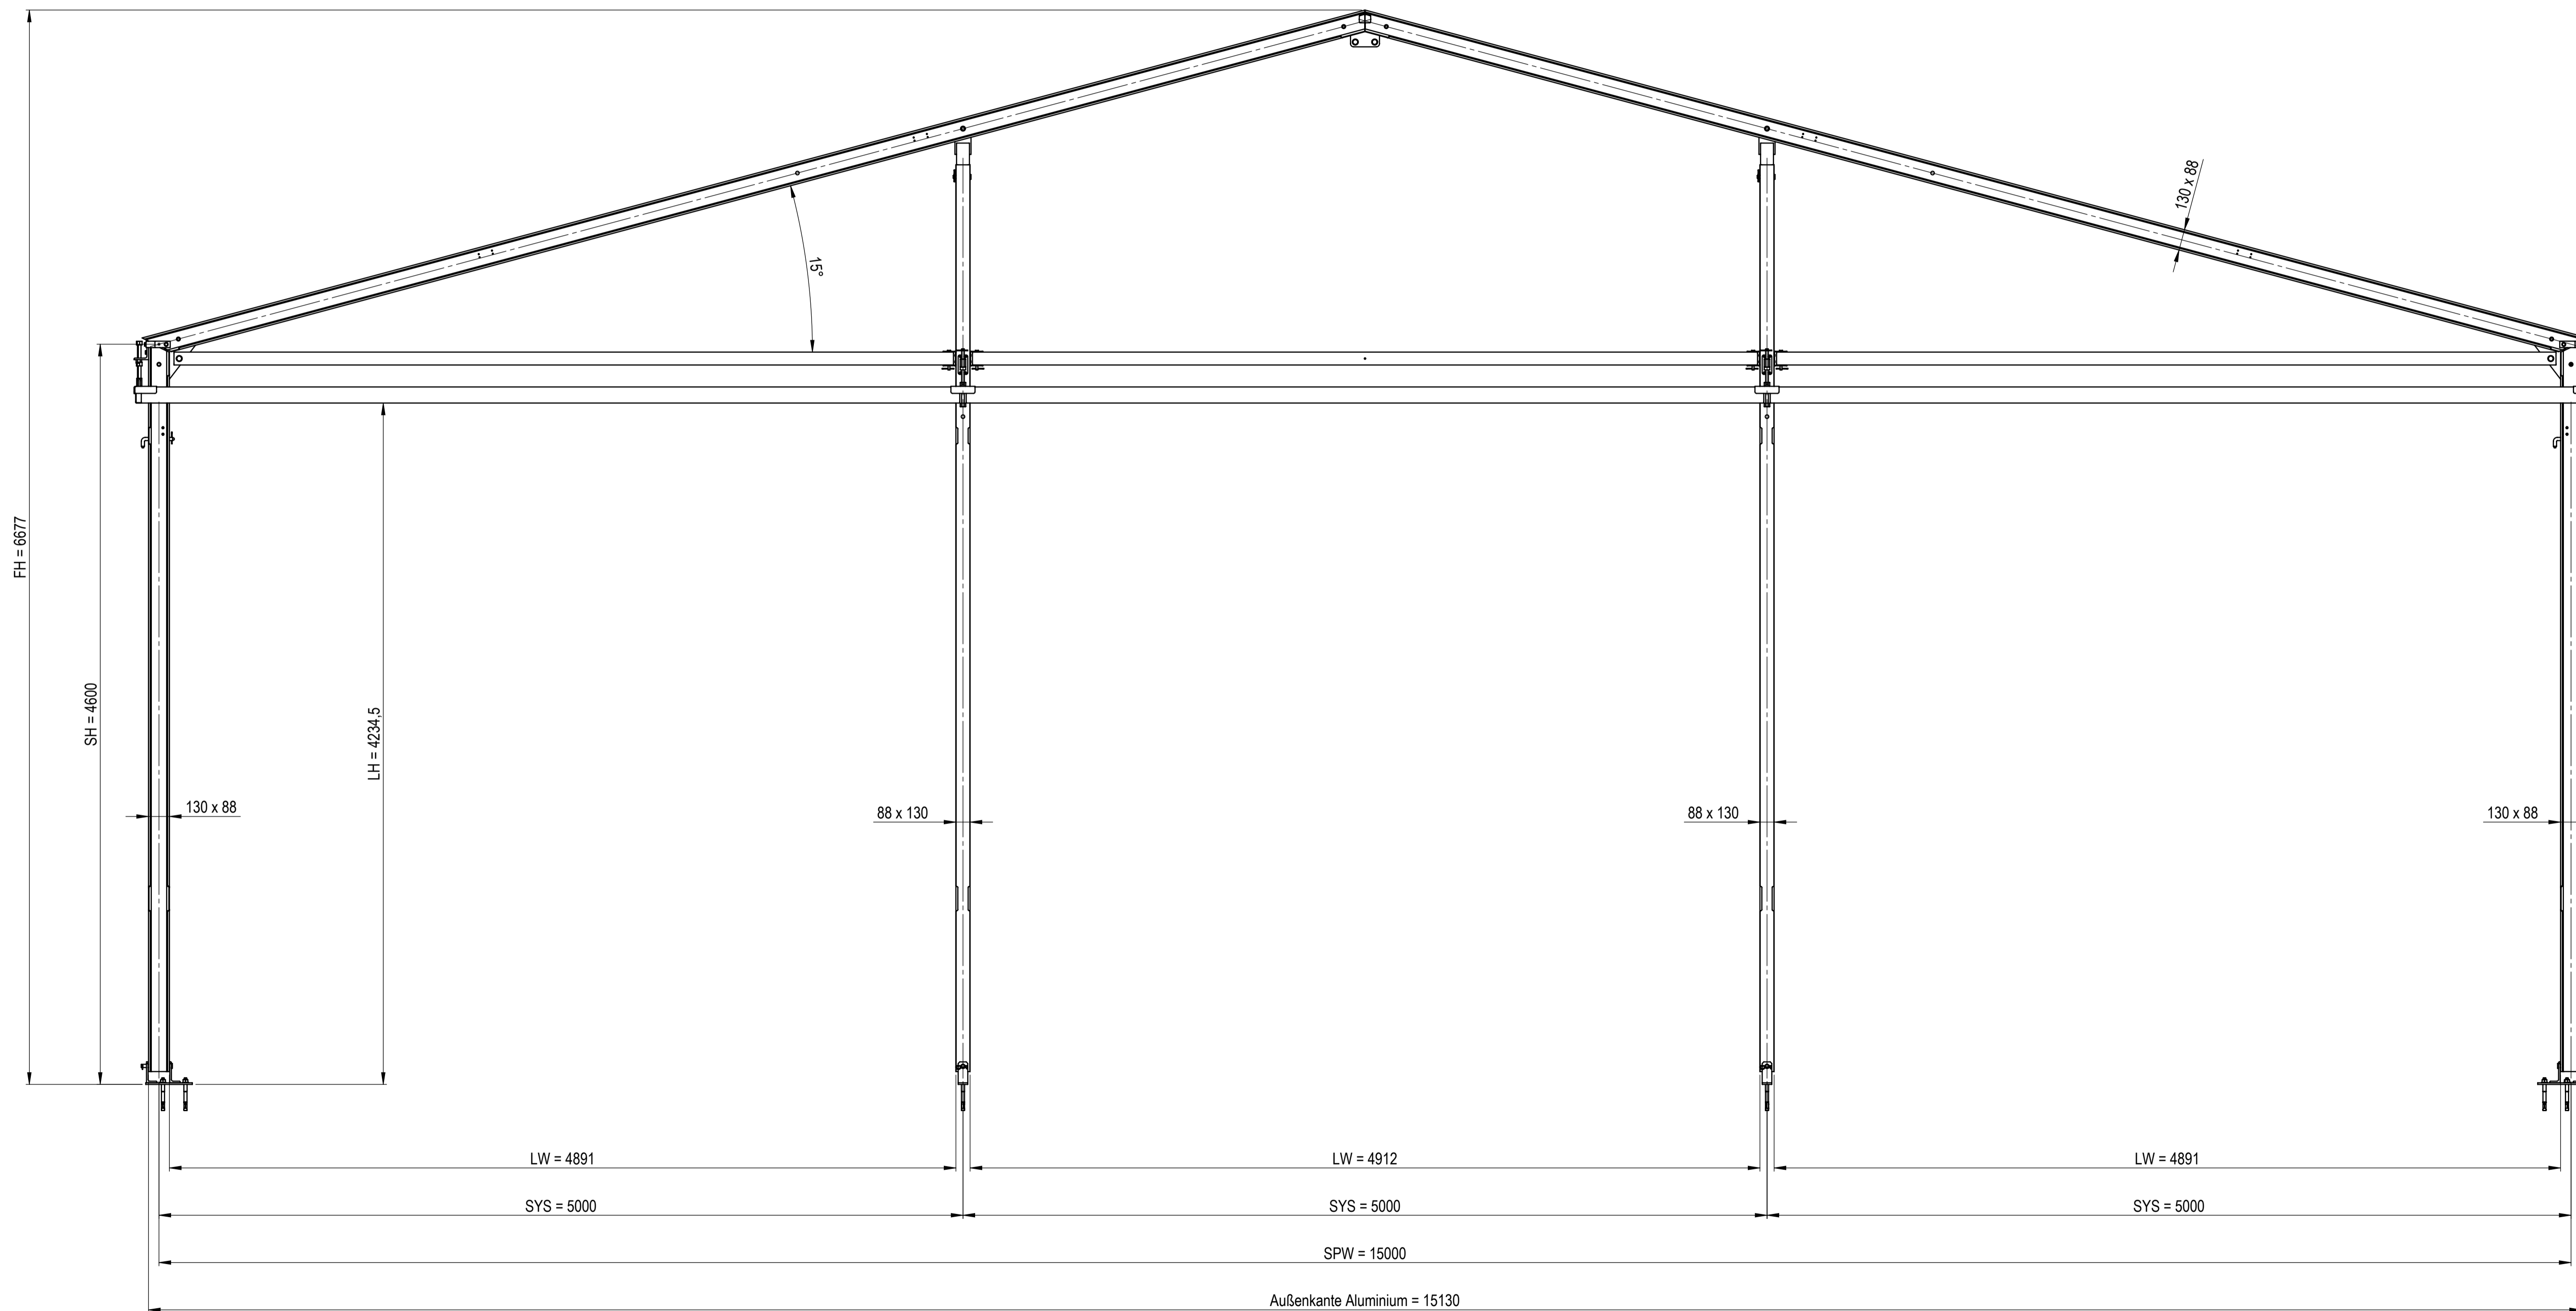 130 x 88
15°
FH = 6677
SH = 4600
LH = 4234,5
130 x 88
88 x 130
88 x 130
130 x 88
LW = 4891
LW = 4912
LW = 4891
SYS = 5000
SYS = 5000
SYS = 5000
SPW = 15000
Außenkante Aluminium = 15130